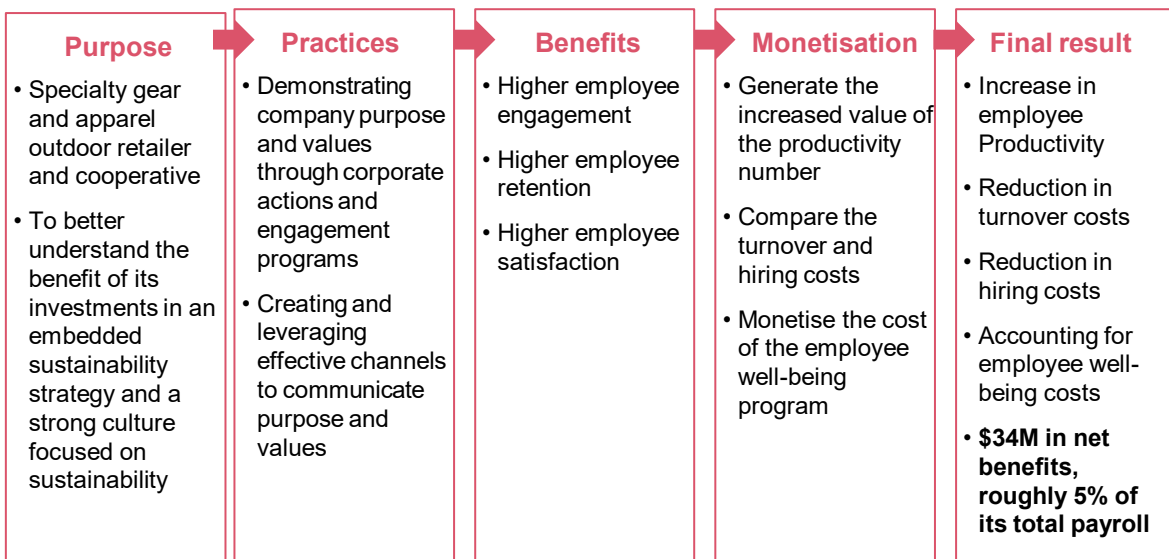 Purpose
• Specialty gear
and apparel
outdoor retailer
and cooperative
• To better
understand the
benefit of its
investments in an
embedded
sustainability
strategy and a
strong culture
focused on
sustainability
Practices
• Demonstrating
company purpose
and values
through corporate
actions and
engagement
programs
• Creating and
leveraging
effective channels
to communicate
purpose and
values
Benefits
• Higher employee
engagement
• Higher employee
retention
• Higher employee
satisfaction
Monetisation
• Generate the
increased value of
the productivity
number
• Compare the
turnover and
hiring costs
• Monetise the cost
of the employee
well-being
program
Final result
• Increase in
employee
Productivity
• Reduction in
turnover costs
• Reduction in
hiring costs
• Accounting for
employee well-
being costs
• $34M in net
benefits,
roughly 5% of
its total payroll